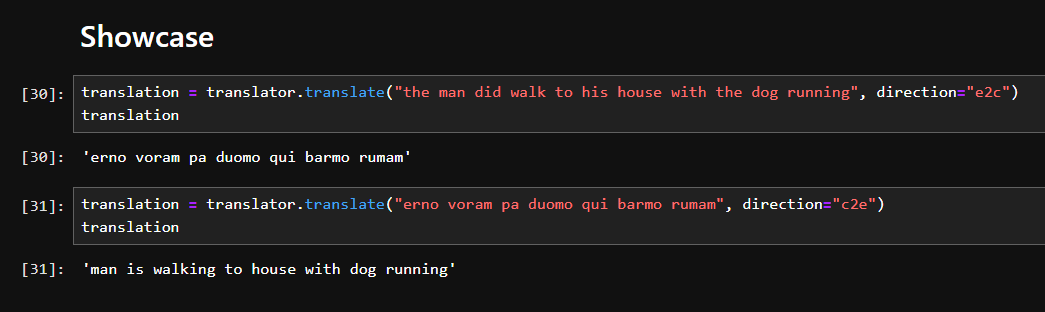 Showcase
[30]: translation = translator.translate("the man did walk to his house with the dog running", direction="e2c")
translation
[30]: 'erno voram pa duomo qui barmo rumam'
[31]: translation = translator.translate("erno voram pa duomo qui barmo rumam", direction="c2e")
translation
[31]: 'man is walking to house with dog running'